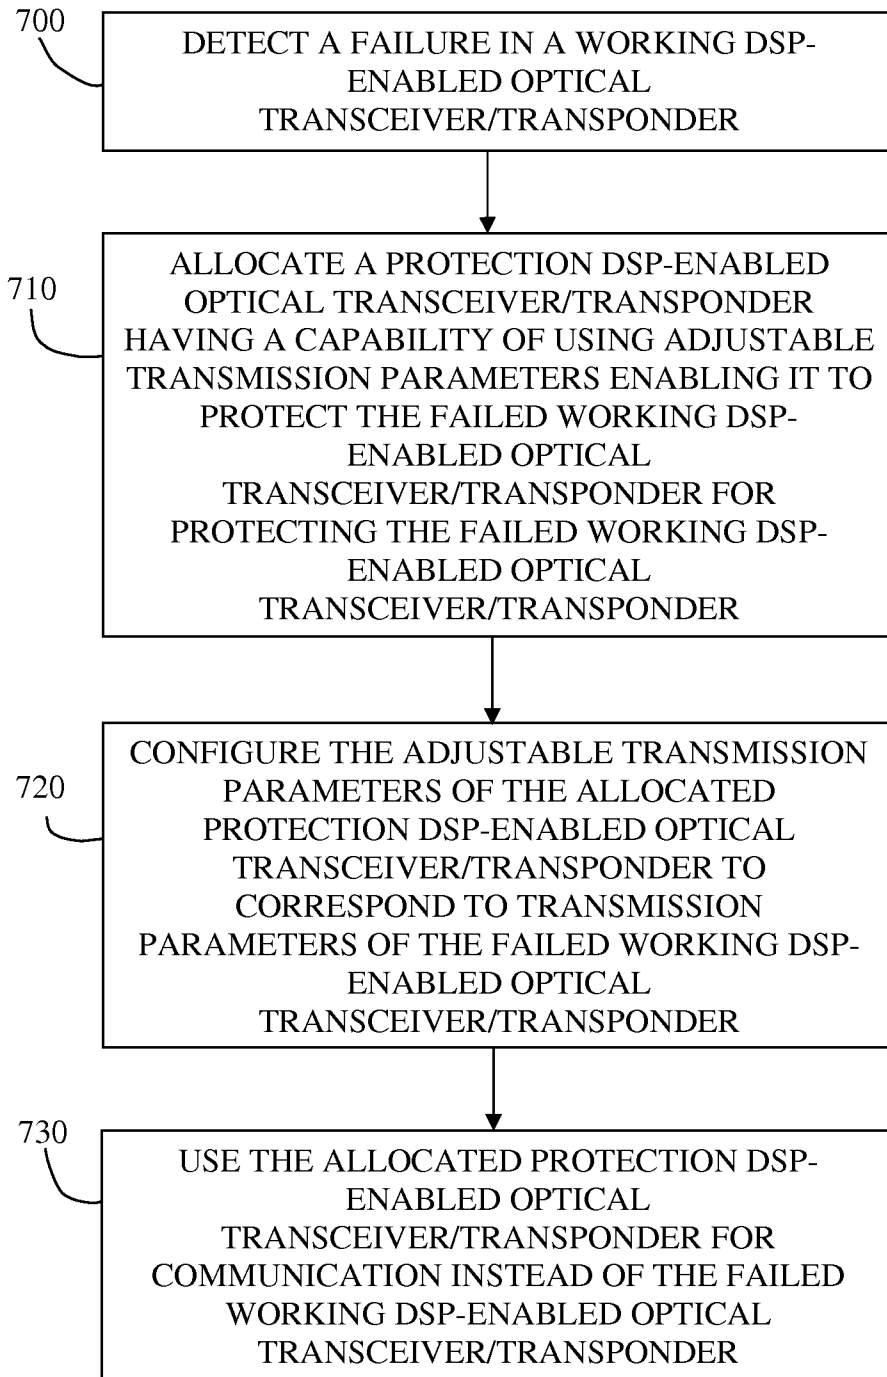 700
DETECT A FAILURE IN A WORKING DSP-
ENABLED OPTICAL
TRANSCEIVER/TRANSPONDER
710
ALLOCATE A PROTECTION DSP-ENABLED
OPTICAL TRANSCEIVER/TRANSPONDER
HAVING A CAPABILITY OF USING ADJUSTABLE
TRANSMISSION PARAMETERS ENABLING IT TO
PROTECT THE FAILED WORKING DSP-
ENABLED OPTICAL
TRANSCEIVER/TRANSPONDER FOR
PROTECTING THE FAILED WORKING DSP-
ENABLED OPTICAL
TRANSCEIVER/TRANSPONDER
720
CONFIGURE THE ADJUSTABLE TRANSMISSION
PARAMETERS OF THE ALLOCATED
PROTECTION DSP-ENABLED OPTICAL
TRANSCEIVER/TRANSPONDER TO
CORRESPOND TO TRANSMISSION
PARAMETERS OF THE FAILED WORKING DSP-
ENABLED OPTICAL
TRANSCEIVER/TRANSPONDER
730
USE THE ALLOCATED PROTECTION DSP-
ENABLED OPTICAL
TRANSCEIVER/TRANSPONDER FOR
COMMUNICATION INSTEAD OF THE FAILED
WORKING DSP-ENABLED OPTICAL
TRANSCEIVER/TRANSPONDER